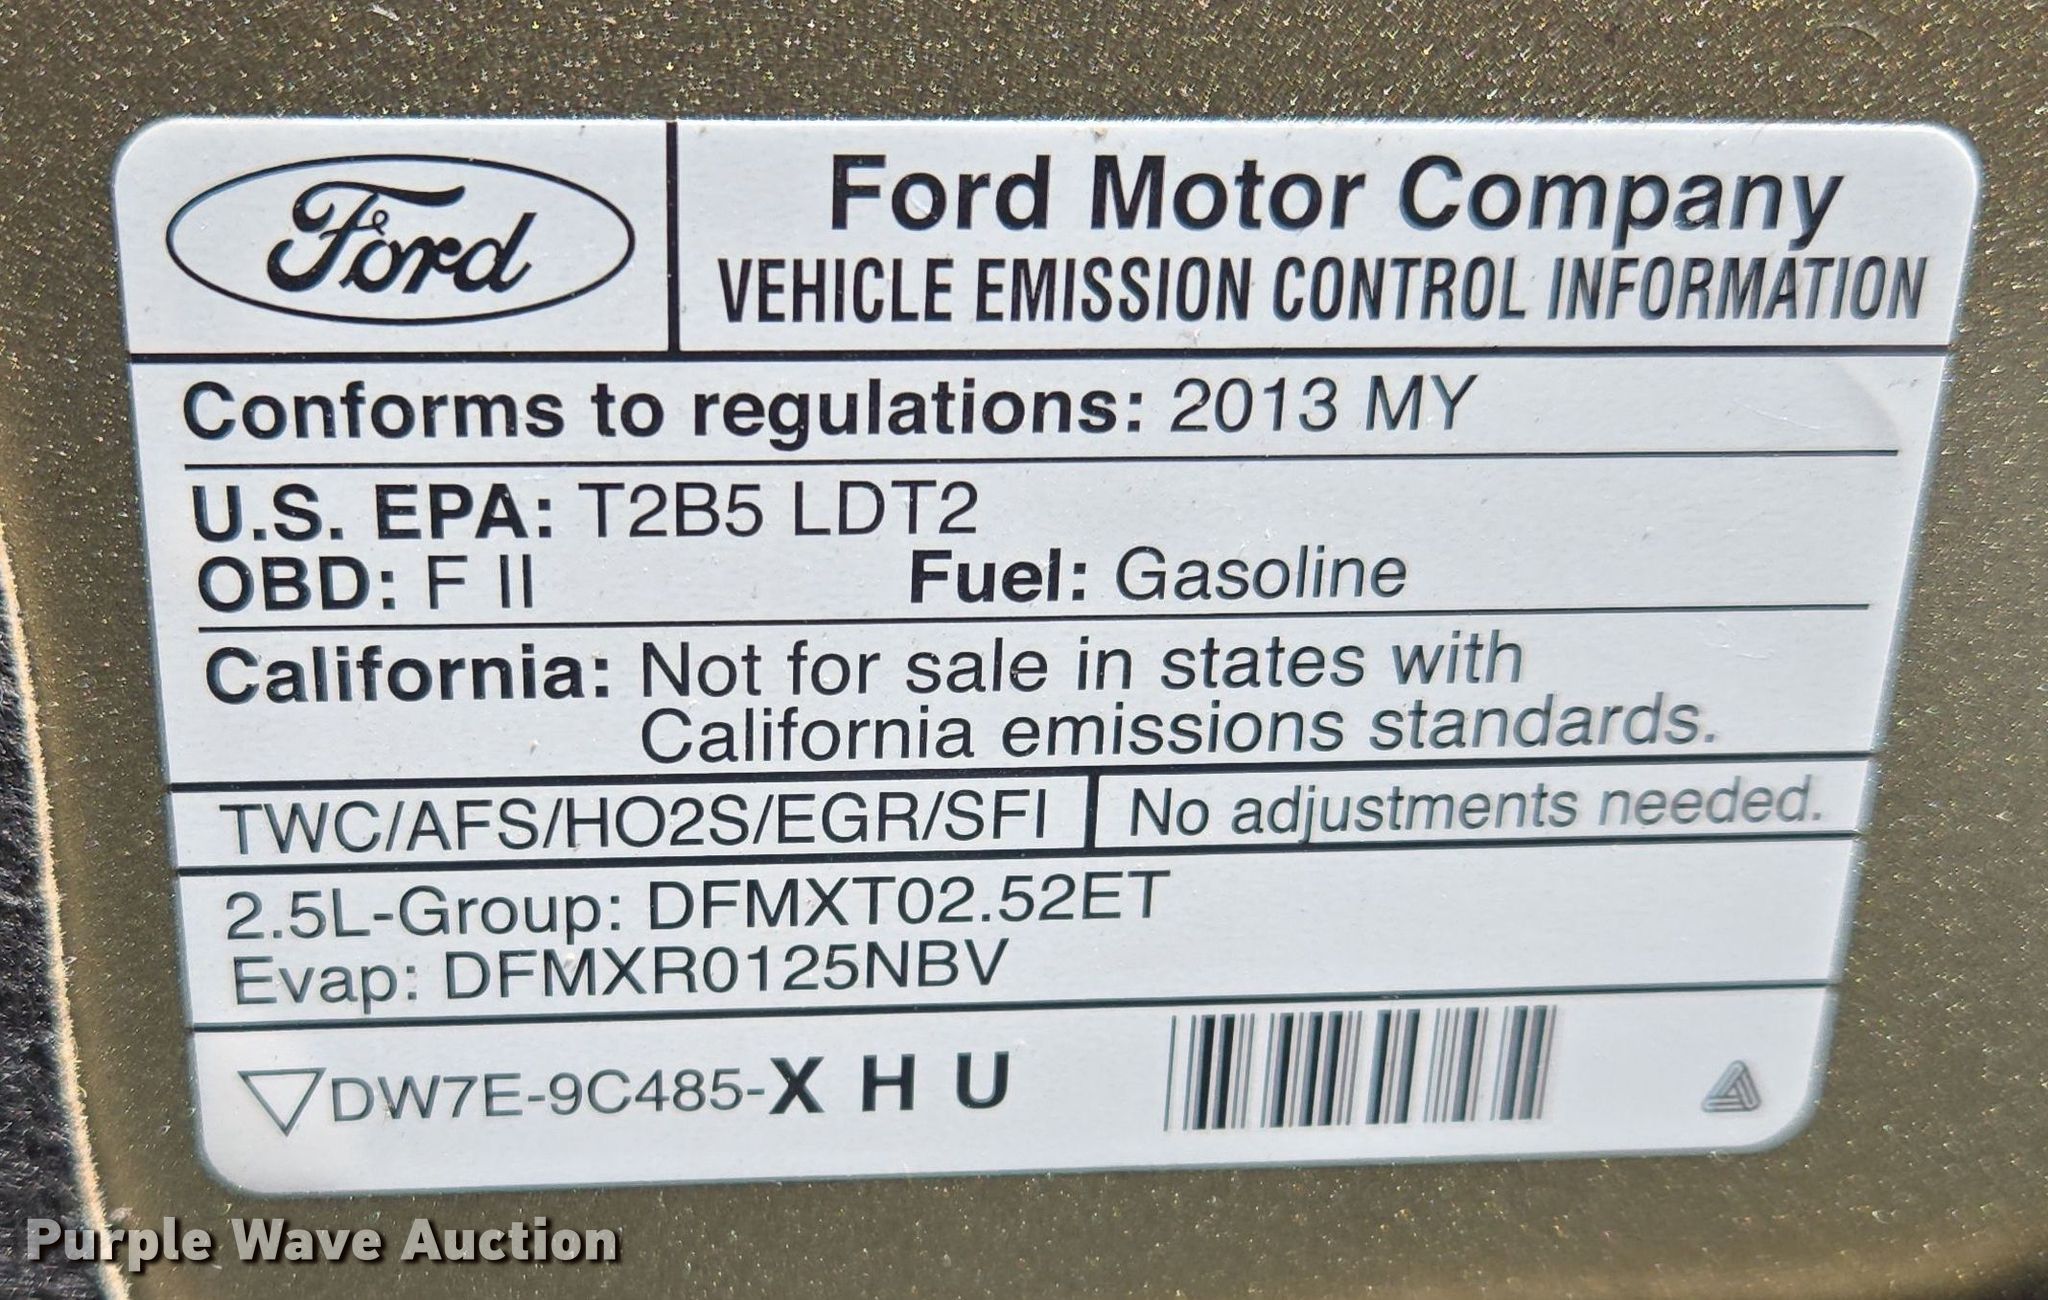 Ford
Ford Motor Company
VEHICLE EMISSION CONTROL INFORMATION
Conforms to regulations: 2013 MY
U.S. EPA: T2B5 LDT2
OBD: F II Fuel: Gasoline
California: Not for sale in states with
California emissions standards.
TWC/AFS/HO2S/EGR/SFI No adjustments needed.
2.5L-Group: DFMXT02.52ET
Evap: DFMXR0125NBV
DW7E-9C485-X H U
Purple Wave Auction